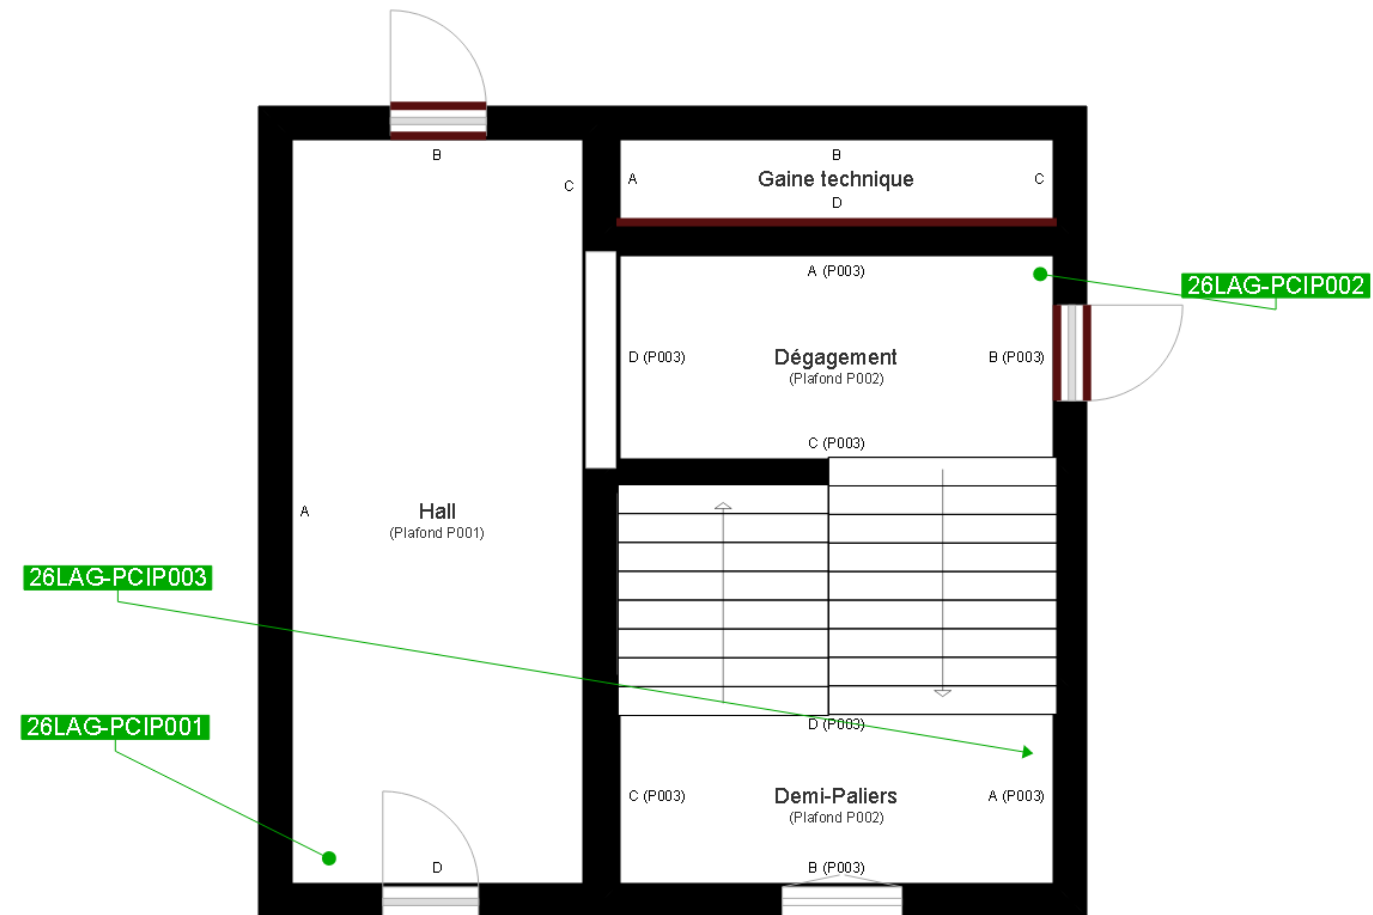 B
C
A
Hall
(Plafond P001)
D
B
A
Gaine technique
C
D
A (P003)
26LAG-PCIP002
D (P003)
Dégagement
B (P003)
(Plafond P002)
C (P003)
26LAG-PCIP003
26LAG-PCIP001
D (P003)
C (P003)
Demi-Paliers
A (P003)
(Plafond P002)
B (P003)